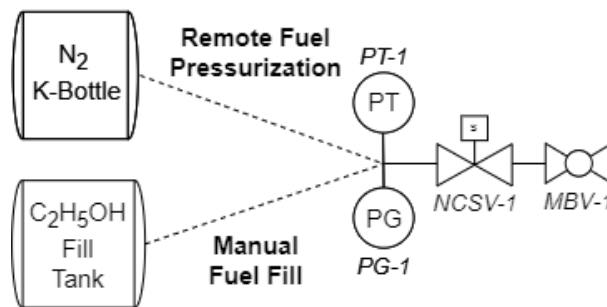 N₂
K-Bottle
Remote Fuel
Pressurization
PT-1
PT
s
NCSV-1
MBV-1
PG
PG-1
C₂H₅OH
Fill
Tank
Manual
Fuel Fill